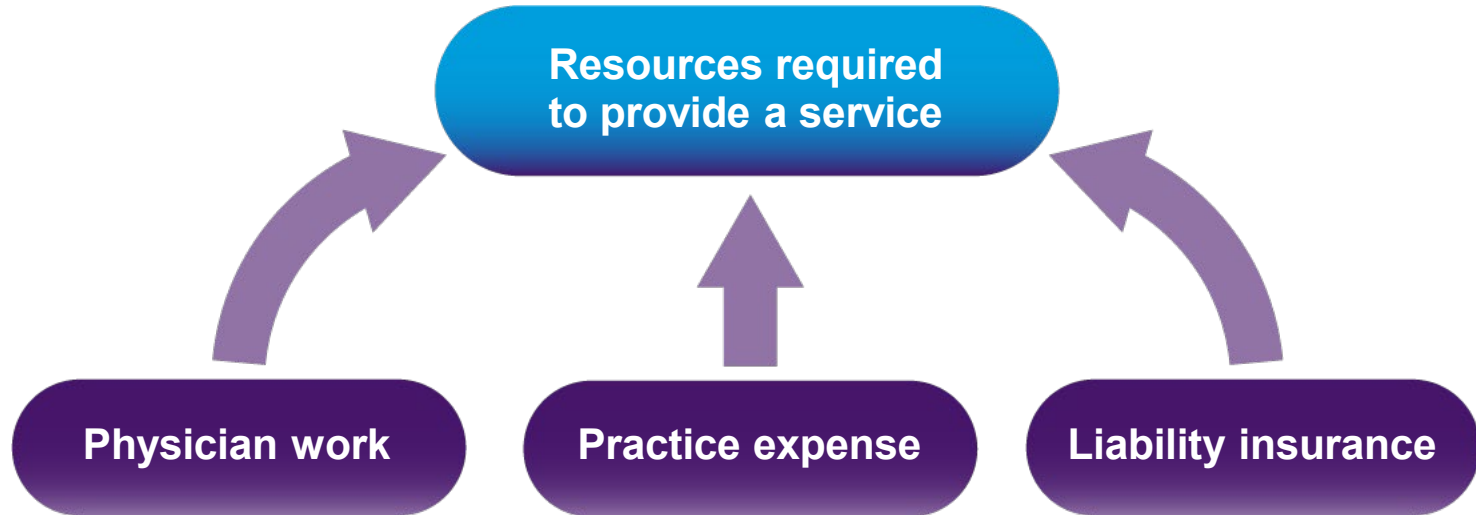 Resources required
to provide a service
Physician work
Practice expense
Liability insurance